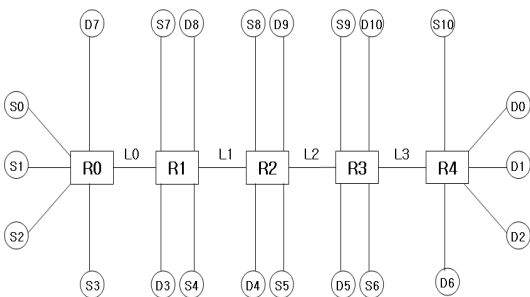 D7 S7 D8 S8 D9 S9 D10 S10
S0 D0
L0 L1 L2 L3
S1 R0 R1 R2 R3 R4 D1
S2 D2
S3 D3 S4 D4 S5 D5 S6 D6